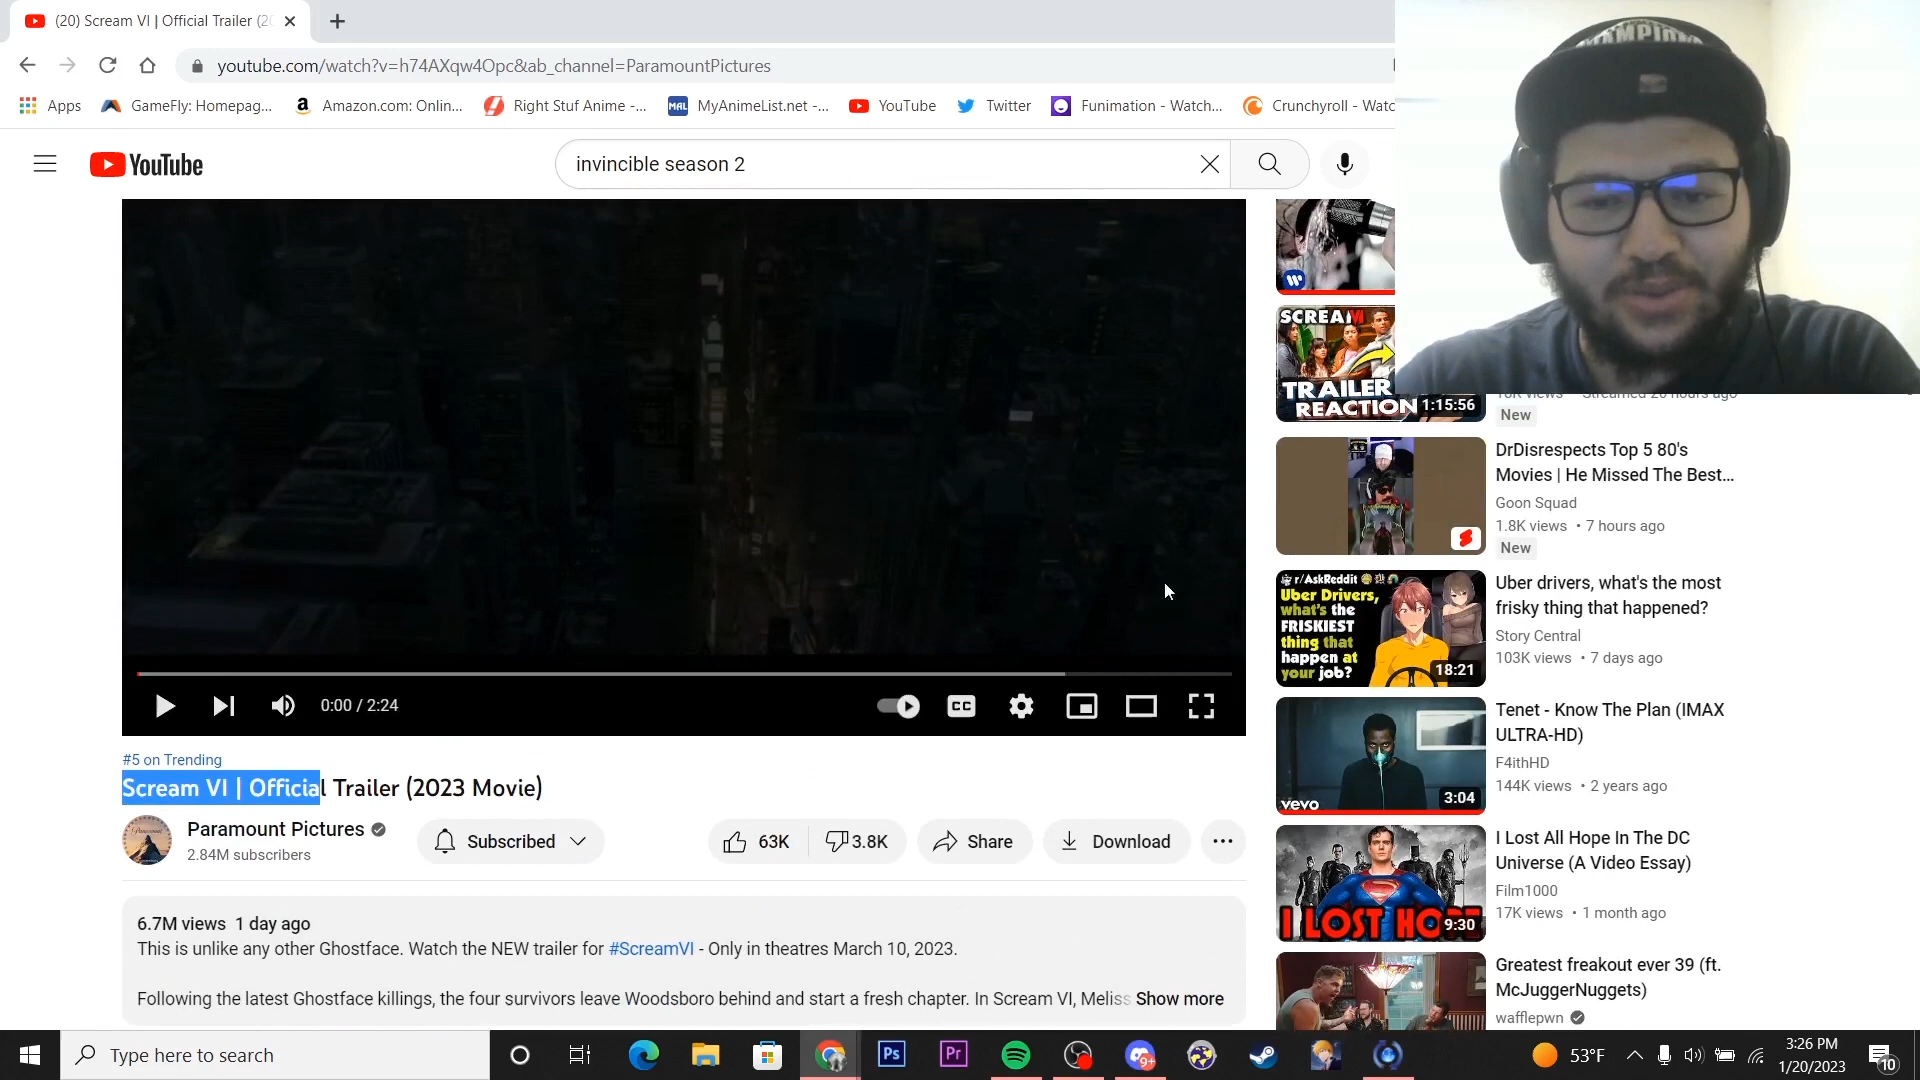 (20) Scream VI | Official Trailer (20
youtube.com/watch?v=h74AXqw4Opc&ab_channel=ParamountPictures
Apps
GameFly: Homepag...
Amazon.com: Onlin...
Right Stuf Anime -...
MAL
MyAnimeList.net -...
YouTube
Twitter
Funimation - Watch...
Crunchyroll - Watc
YouTube
invincible season 2
0:00 / 2:24
CC
#5 on Trending
Scream VI | Official Trailer (2023 Movie)
Paramount Pictures
2.84M subscribers
Subscribed
63K
3.8K
Share
Download
6.7M views 1 day ago
This is unlike any other Ghostface. Watch the NEW trailer for #ScreamVI - Only in theatres March 10, 2023.
Following the latest Ghostface killings, the four survivors leave Woodsboro behind and start a fresh chapter. In Scream VI, Meliss Show more
SCREAM
TRAILER
REACTION
1:15:56
New
DrDisrespects Top 5 80's
Movies | He Missed The Best...
Goon Squad
1.8K views • 7 hours ago
New
r/AskReddit
Uber Drivers,
what's the
FRISKIEST
thing that
happen at
your job?
18:21
Uber drivers, what's the most
frisky thing that happened?
Story Central
103K views • 7 days ago
vevo
3:04
Tenet - Know The Plan (IMAX
ULTRA-HD)
F4ithHD
144K views • 2 years ago
I LOST HOPE
9:30
I Lost All Hope In The DC
Universe (A Video Essay)
Film1000
17K views • 1 month ago
Greatest freakout ever 39 (ft.
McJuggerNuggets)
wafflepwn
Type here to search
Ps
Pr
9+
53°F
3:26 PM
1/20/2023
10